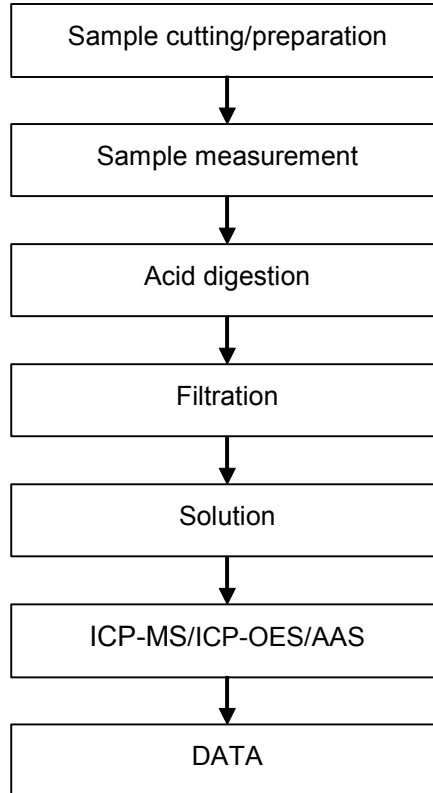 Sample cutting/preparation
Sample measurement
Acid digestion
Filtration
Solution
ICP-MS/ICP-OES/AAS
DATA